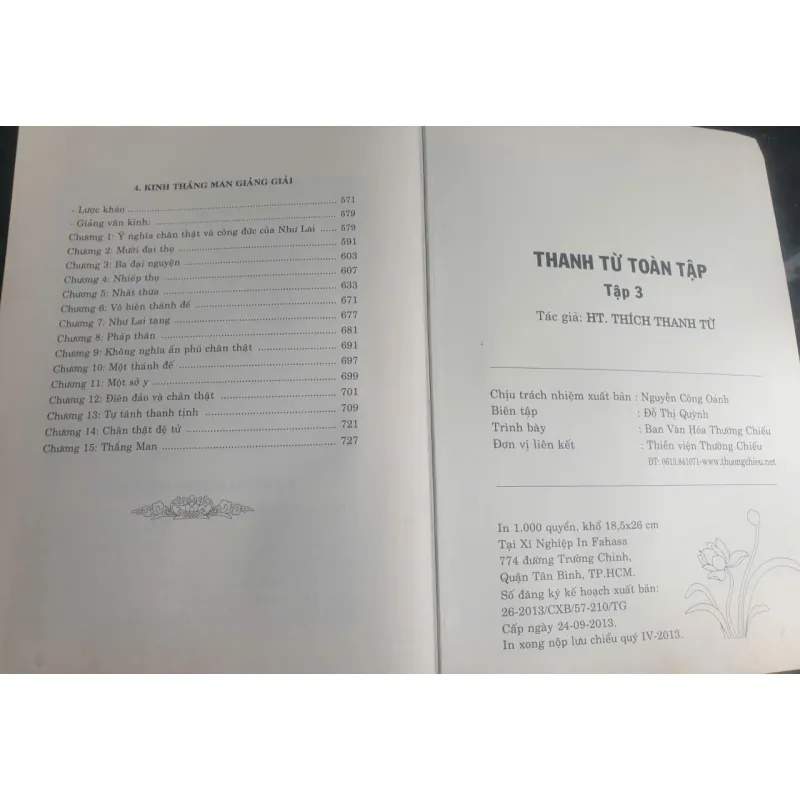 4. KINH THẮNG MAN GIẢNG GIẢI
- Lược khảo ........ 571
- Giảng văn kinh: ........ 579
Chương 1: Ý nghĩa chân thật và công đức của Như Lai ...... 579
Chương 2: Mười đại thọ ........ 591
Chương 3: Ba đại nguyện ........ 603
Chương 4: Nhiếp thọ ........ 607
Chương 5: Nhất thừa ........ 633
Chương 6: Vô biên thánh đế ........ 671
Chương 7: Như Lai tạng ........ 677
Chương 8: Pháp thân ........ 681
Chương 9: Không nghĩa ẩn phú chân thật ........ 691
Chương 10: Một thánh đế ........ 697
Chương 11: Một sở y ........ 699
Chương 12: Điên đảo và chân thật ........ 701
Chương 13: Tự tánh thanh tịnh ........ 709
Chương 14: Chân thật đệ tử ........ 721
Chương 15: Thắng Man ........ 727
THANH TỪ TOÀN TẬP
Tập 3
Tác giả: HT. THÍCH THANH TỪ
Chịu trách nhiệm xuất bản : Nguyễn Công Oánh
Biên tập : Đỗ Thị Quỳnh
Trình bày : Ban Văn Hóa Thường Chiếu
Đơn vị liên kết : Thiền viện Thường Chiếu
ĐT: 0613.841071-www.thuongchieu.net
In 1.000 quyển, khổ 18,5x26 cm
Tại Xí Nghiệp In Fahasa
774 đường Trường Chinh,
Quận Tân Bình, TP.HCM.
Số đăng ký kế hoạch xuất bản:
26-2013/CXB/57-210/TG
Cấp ngày 24-09-2013.
In xong nộp lưu chiểu quý IV-2013.